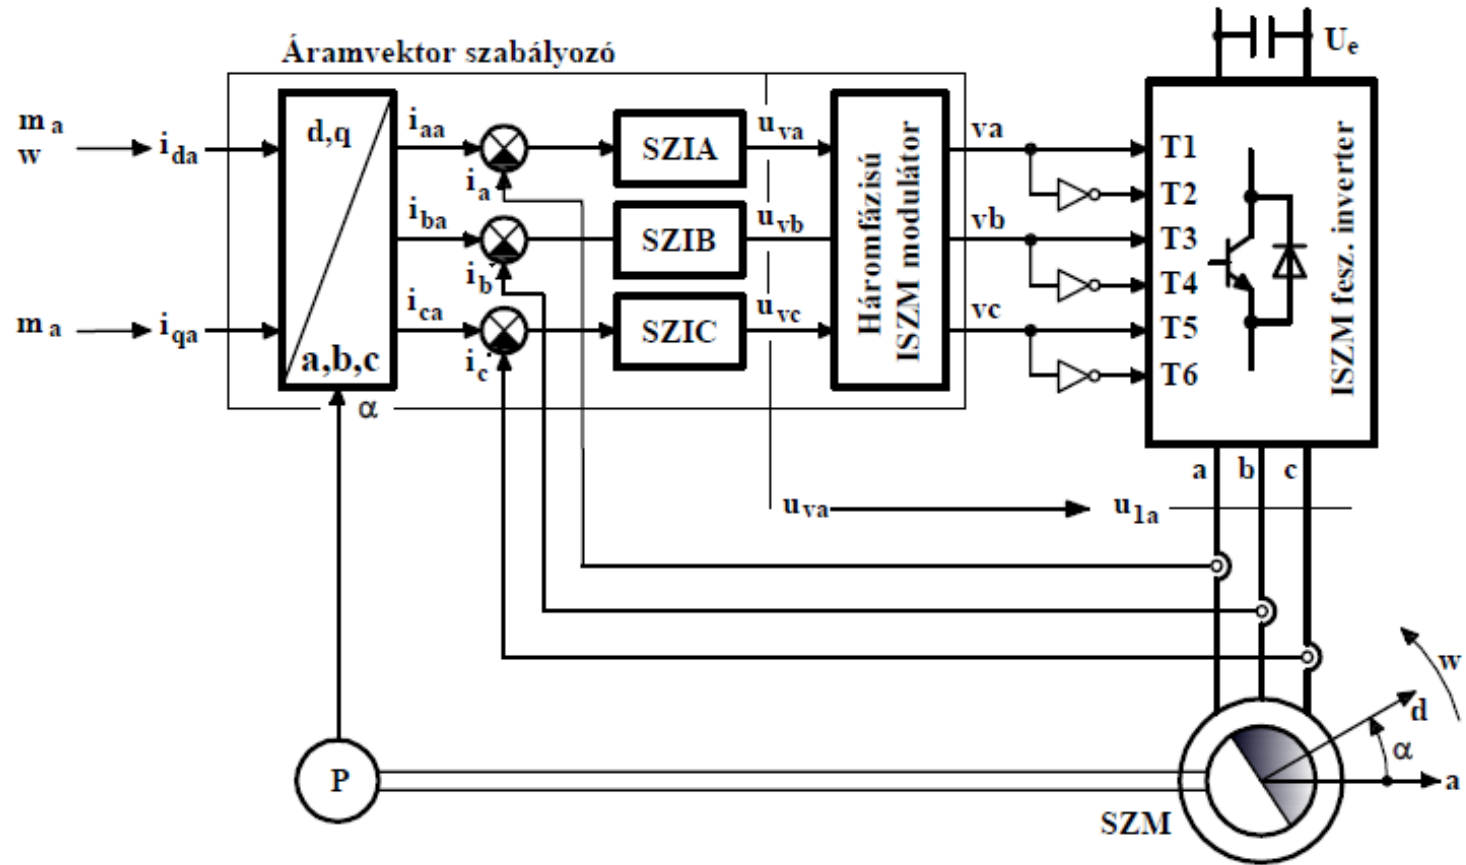 Áramvektor szabályozó
U e
m a
w
i da
d,q
i aa
SZIA
u va
va
T1
i a
T2
i ba
SZIB
u vb
vb
T3
i b
T4
m a
i qa
a,b,c
i ca
SZIC
u vc
vc
T5
i c
T6
Háromfázisú
ISZM modulátor
ISZM fesz. inverter
α
a b c
u va
u 1a
w
d
α
a
P
SZM